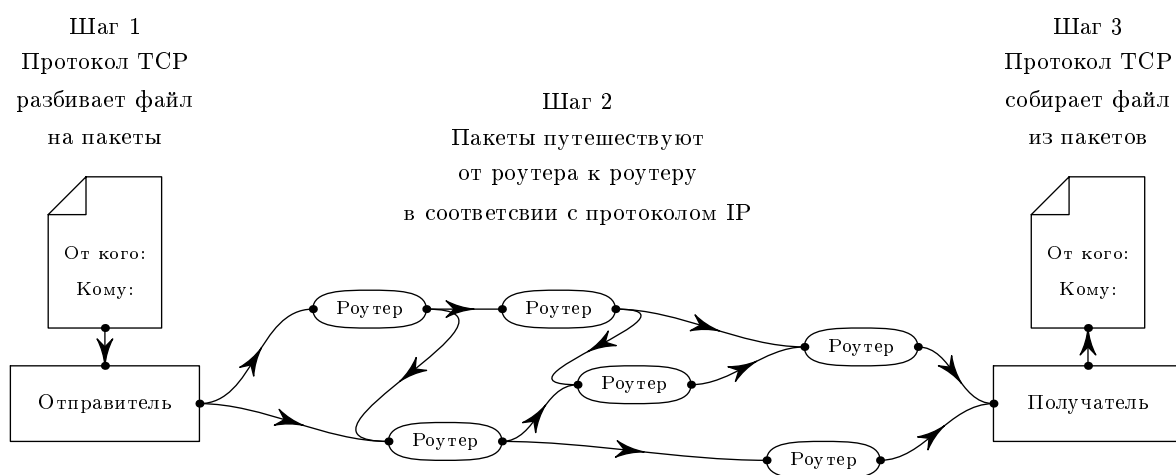 Шаг 1
Протокол TCP
разбивает файл
на пакеты
Шаг 2
Пакеты путешествуют
от роутера к роутеру
в соответсвии с протоколом IP
Шаг 3
Протокол TCP
собирает файл
из пакетов
От кого:
Кому:
От кого:
Кому:
Роутер
Роутер
Роутер
Роутер
Отправитель
Получатель
Роутер
Роутер